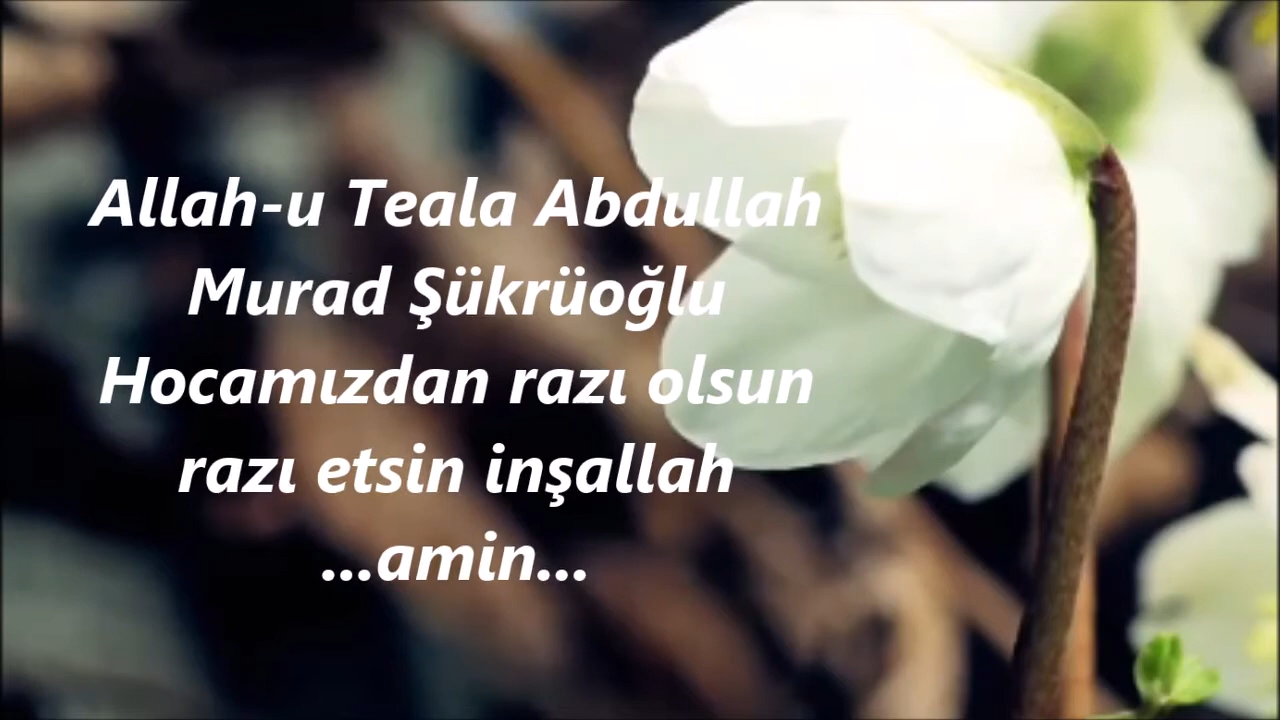 Allah-u Teala Abdullah
Murad Şükrüoğlu
Hocamızdan razı olsun
razı etsin inşallah
...amin...